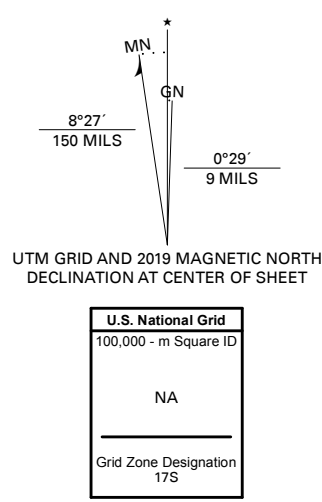 MN
GN
8°27´
150 MILS
0°29´
9 MILS
UTM GRID AND 2019 MAGNETIC NORTH
DECLINATION AT CENTER OF SHEET
U.S. National Grid
100,000 - m Square ID
NA
Grid Zone Designation
17S